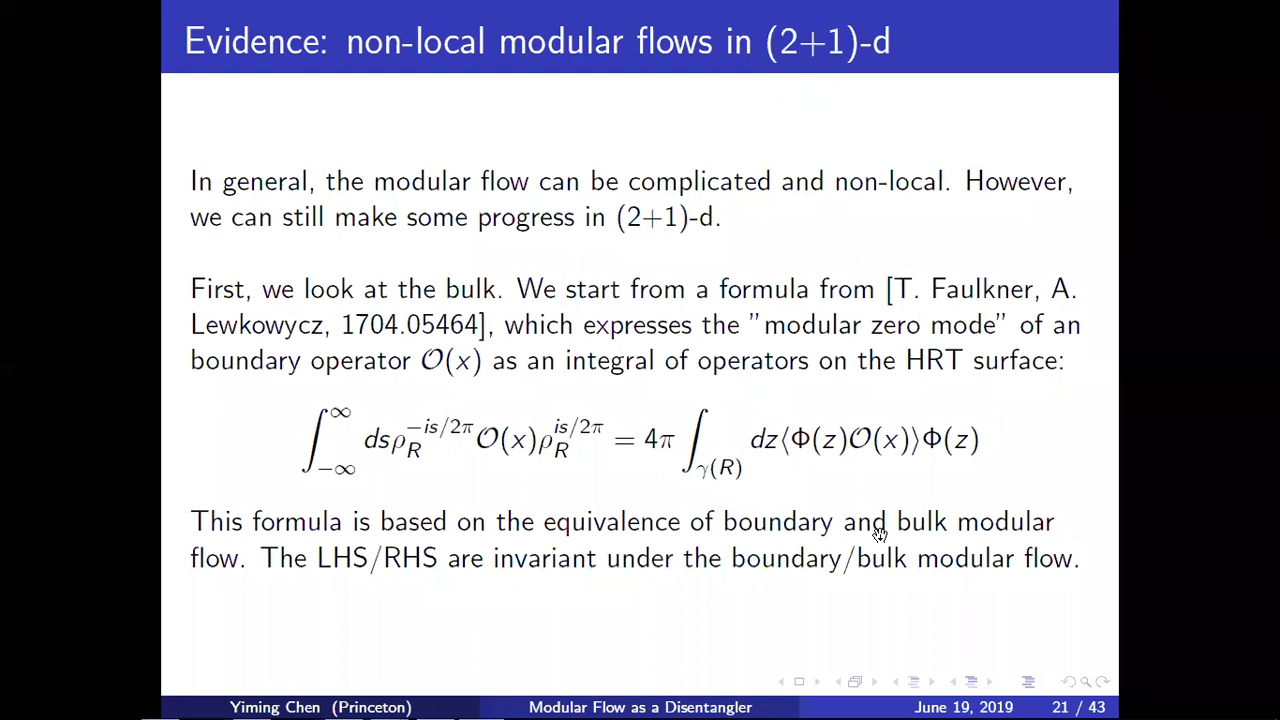 Evidence: non-local modular flows in (2+1)-d
In general, the modular flow can be complicated and non-local. However,
we can still make some progress in (2+1)-d.
First, we look at the bulk. We start from a formula from [T. Faulkner, A.
Lewkowycz, 1704.05464], which expresses the ”modular zero mode” of an
boundary operator 𝒪(x) as an integral of operators on the HRT surface:
∫_{−∞}^{∞} dsρ_R^{−is/2π}𝒪(x)ρ_R^{is/2π} = 4π ∫_{γ(R)} dz⟨Φ(z)𝒪(x)⟩Φ(z)
This formula is based on the equivalence of boundary and bulk modular
flow. The LHS/RHS are invariant under the boundary/bulk modular flow.
Yiming Chen (Princeton) Modular Flow as a Disentangler June 19, 2019 21 / 43